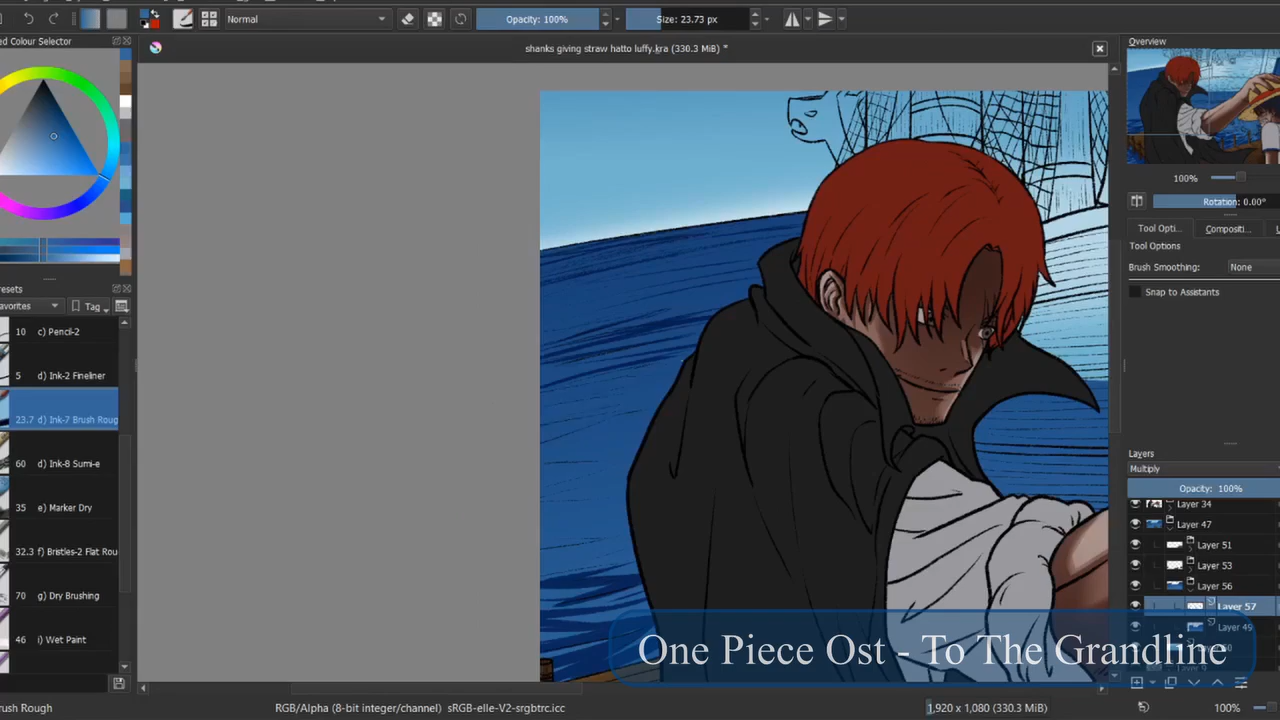 Normal
Opacity: 100%
Size: 23.73 px
ed Colour Selector
shanks giving straw hatto luffy.kra (330.3 MiB) *
Overview
100%
Rotation: 0.00°
Tool Opti...
Compositi...
Tool Options
Brush Smoothing:
None
Snap to Assistants
esets
avorites
Tag
10 c) Pencil-2
5 d) Ink-2 Fineliner
23.7 d) Ink-7 Brush Roug
60 d) Ink-8 Sumi-e
35 e) Marker Dry
32.3 f) Bristles-2 Flat Rou
70 g) Dry Brushing
46 i) Wet Paint
Layers
Multiply
Opacity: 100%
Layer 34
Layer 47
Layer 51
Layer 53
Layer 56
Layer 57
Layer 49
One Piece Ost - To The Grandline
rush Rough
RGB/Alpha (8-bit integer/channel) sRGB-elle-V2-srgbtrc.icc
1,920 x 1,080 (330.3 MiB)
100%